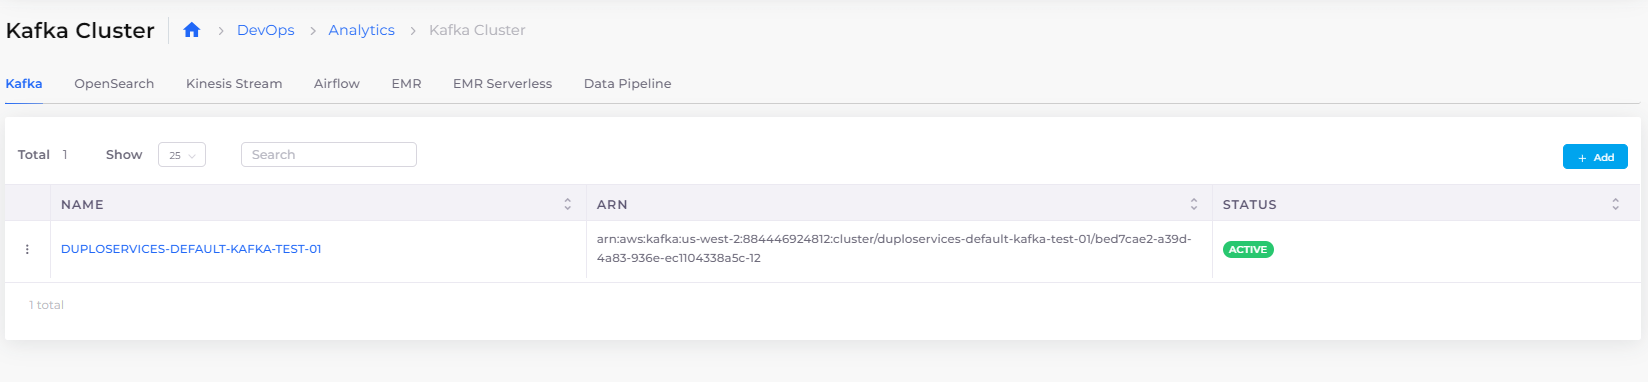 Kafka Cluster DevOps Analytics Kafka Cluster
Kafka OpenSearch Kinesis Stream Airflow EMR EMR Serverless Data Pipeline
Total 1 Show 25 Search + Add
NAME ARN STATUS
DUPLOSERVICES-DEFAULT-KAFKA-TEST-01
arn:aws:kafka:us-west-2:884446924812:cluster/duploservices-default-kafka-test-01/bed7cae2-a39d-
4a83-936e-ec1104338a5c-12
ACTIVE
1 total